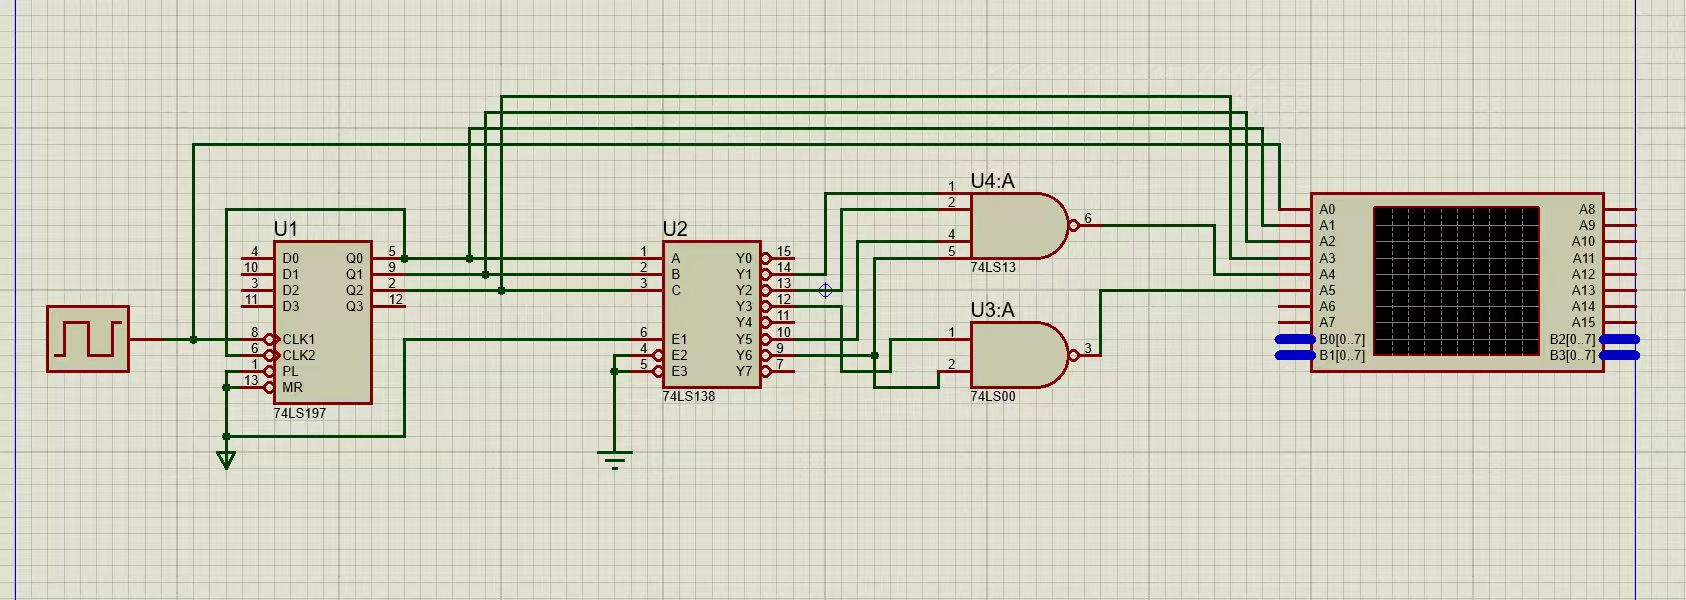 U4:A
1
2
4
5
6
74LS13
U1
4 D0 Q0 5
10 D1 Q1 9
3 D2 Q2 2
11 D3 Q3 12
8 CLK1
6 CLK2
1 PL
13 MR
74LS197
U2
1 A Y0 15
2 B Y1 14
3 C Y2 13
Y3 12
Y4 11
6 E1 Y5 10
4 E2 Y6 9
5 E3 Y7 7
74LS138
U3:A
1
2
3
74LS00
A0 A8
A1 A9
A2 A10
A3 A11
A4 A12
A5 A13
A6 A14
A7 A15
B0[0..7] B2[0..7]
B1[0..7] B3[0..7]